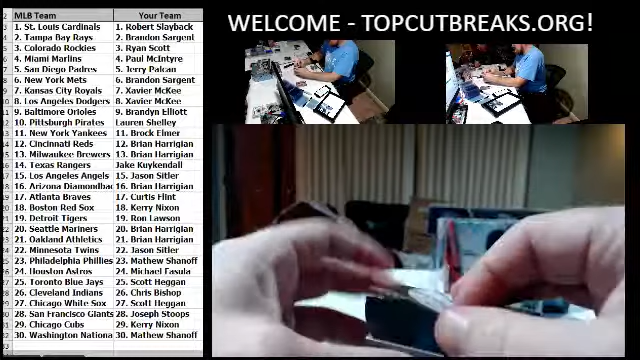 WELCOME - TOPCUTBREAKS.ORG!
MLB Team Your Team
1. St. Louis Cardinals 1. Robert Slayback
2. Tampa Bay Rays 2. Brandon Sargent
3. Colorado Rockies 3. Ryan Scott
4. Miami Marlins 4. Paul McIntyre
5. San Diego Padres 5. Terry Palcan
6. New York Mets 6. Brandon Sargent
7. Kansas City Royals 7. Xavier McKee
8. Los Angeles Dodgers 8. Xavier McKee
9. Baltimore Orioles 9. Brandyn Elliott
10. Pittsburgh Pirates Lauren Shelley
11. New York Yankees 11. Brock Elmer
12. Cincinnati Reds 12. Brian Harrigian
13. Milwaukee Brewers 13. Brian Harrigian
14. Texas Rangers Jake Kuykendall
15. Los Angeles Angels 15. Jason Sitler
16. Arizona Diamondbac 16. Brian Harrigian
17. Atlanta Braves 17. Curtis Flint
18. Boston Red Sox 18. Kerry Nixon
19. Detroit Tigers 19. Ron Lawson
20. Seattle Mariners 20. Brian Harrigian
21. Oakland Athletics 21. Brian Harrigian
22. Minnesota Twins 22. Jason Sitler
23. Philadelphia Phillies 23. Mathew Shanoff
24. Houston Astros 24. Michael Fasula
25. Toronto Blue Jays 25. Scott Heggan
26. Cleveland Indians 26. Chris Bishop
27. Chicago White Sox 27. Scott Heggan
28. San Francisco Giants 28. Joseph Stoops
29. Chicago Cubs 29. Kerry Nixon
30. Washington Nationa 30. Mathew Shanoff